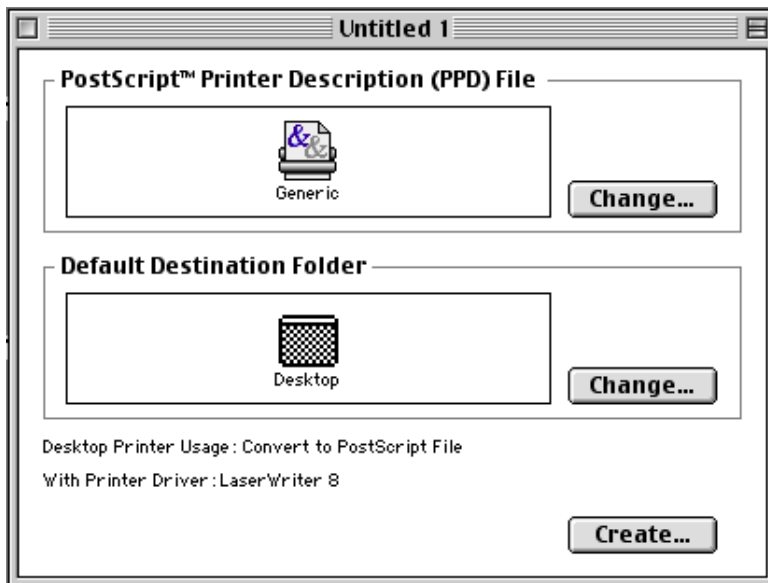 Untitled 1
PostScript™ Printer Description (PPD) File
&&
Generic
Change...
Default Destination Folder
Desktop
Change...
Desktop Printer Usage : Convert to PostScript File
With Printer Driver : LaserWriter 8
Create...